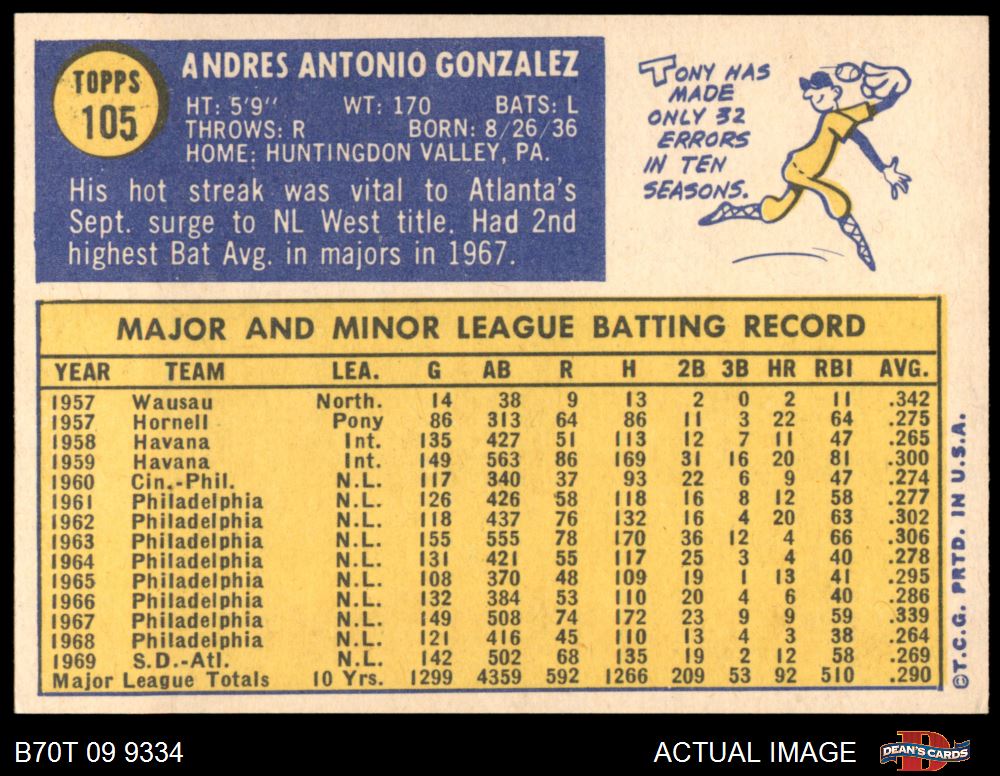 TOPPS
105
ANDRES ANTONIO GONZALEZ
HT: 5'9" WT: 170 BATS: L
THROWS: R BORN: 8/26/36
HOME: HUNTINGDON VALLEY, PA.
His hot streak was vital to Atlanta's
Sept. surge to NL West title. Had 2nd
highest Bat Avg. in majors in 1967.
TONY HAS
MADE
ONLY 32
ERRORS
IN TEN
SEASONS.
MAJOR AND MINOR LEAGUE BATTING RECORD
YEAR TEAM LEA. G AB R H 2B 3B HR RBI AVG.
1957 Wausau North. 14 38 9 13 2 0 2 11 .342
1957 Hornell Pony 86 313 64 86 11 3 22 64 .275
1958 Havana Int. 135 427 51 113 12 7 11 47 .265
1959 Havana Int. 149 563 86 169 31 16 20 81 .300
1960 Cin.-Phil. N.L. 117 340 37 93 22 6 9 47 .274
1961 Philadelphia N.L. 126 426 58 118 16 8 12 58 .277
1962 Philadelphia N.L. 118 437 76 132 16 4 20 63 .302
1963 Philadelphia N.L. 155 555 78 170 36 12 4 66 .306
1964 Philadelphia N.L. 131 421 55 117 25 3 4 40 .278
1965 Philadelphia N.L. 108 370 48 109 19 1 13 41 .295
1966 Philadelphia N.L. 132 384 53 110 20 4 6 40 .286
1967 Philadelphia N.L. 149 508 74 172 23 9 9 59 .339
1968 Philadelphia N.L. 121 416 45 110 13 4 3 38 .264
1969 S.D.-Atl. N.L. 142 502 68 135 19 2 12 58 .269
Major League Totals 10 Yrs. 1299 4359 592 1266 209 53 92 510 .290
©T.C.G. PRTD. IN U.S.A.
B70T 09 9334
ACTUAL IMAGE
D
DEAN'S CARDS